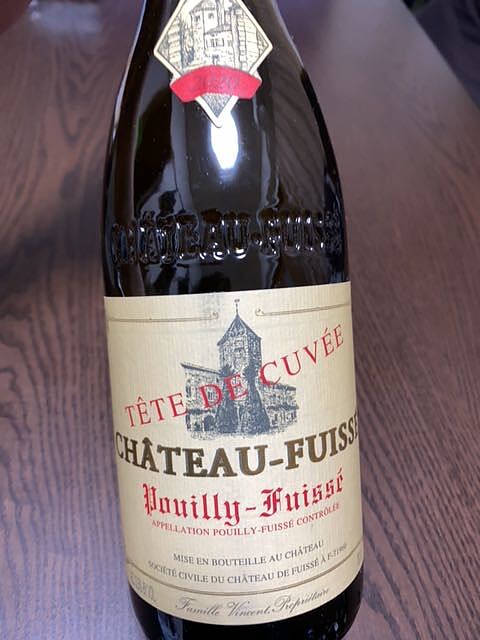 CHÂTEAU-FUISSÉ
TÊTE DE CUVÉE
CHÂTEAU-FUISSÉ
Pouilly-Fuissé
APPELLATION POUILLY-FUISSÉ CONTRÔLÉE
MISE EN BOUTEILLE AU CHÂTEAU
SOCIÉTÉ CIVILE DU CHÂTEAU DE FUISSÉ À F-71960
Famille Vincent, Propriétaire